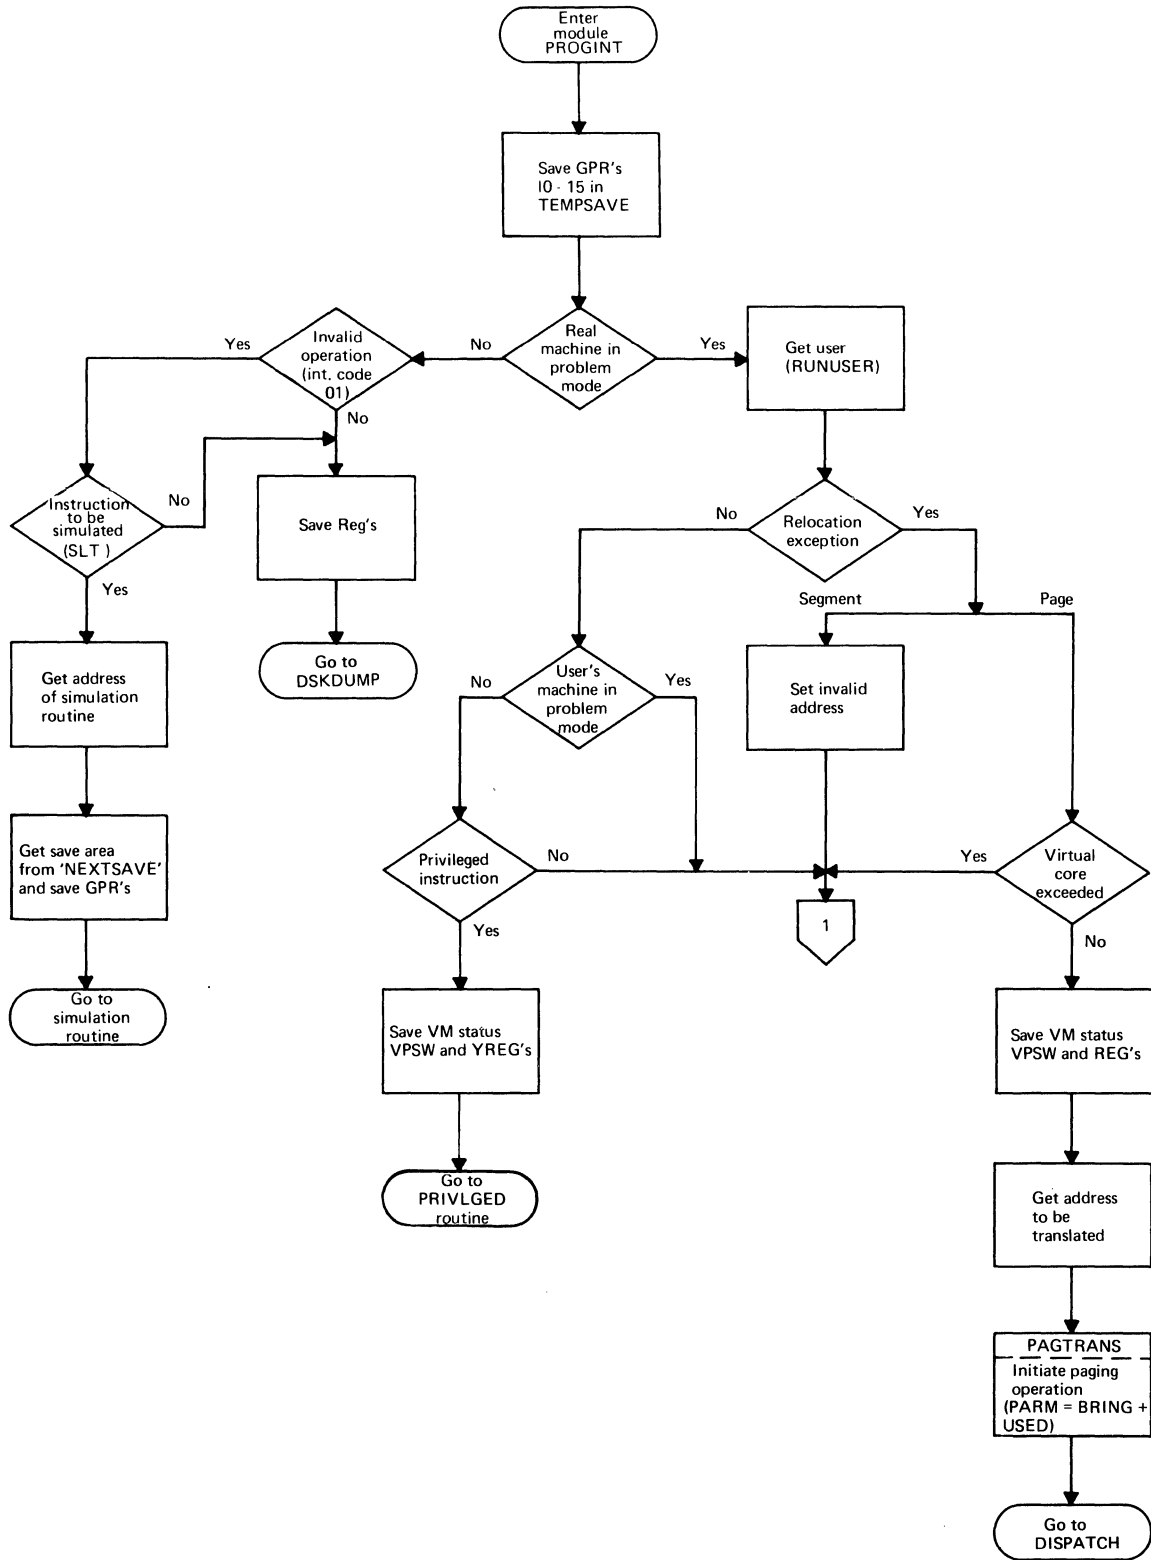 Enter
module
PROGINT
Save GPR's
I0 - 15 in
TEMPSAVE
Real
machine in
problem
mode
No
Yes
Invalid
operation
(int. code
01)
Yes
No
Get user
(RUNUSER)
Instruction
to be
simulated
(SLT )
No
Yes
Save Reg's
Go to
DSKDUMP
Relocation
exception
No
Yes
Segment
Page
Get address
of simulation
routine
User's
machine in
problem
mode
No
Yes
Set invalid
address
Get save area
from 'NEXTSAVE'
and save GPR's
Privileged
instruction
No
Yes
Virtual
core
exceeded
Yes
No
1
Go to
simulation
routine
Save VM status
VPSW and YREG's
Save VM status
VPSW and REG's
Go to
PRIVLGED
routine
Get address
to be
translated
PAGTRANS
Initiate paging
operation
(PARM = BRING +
USED)
Go to
DISPATCH